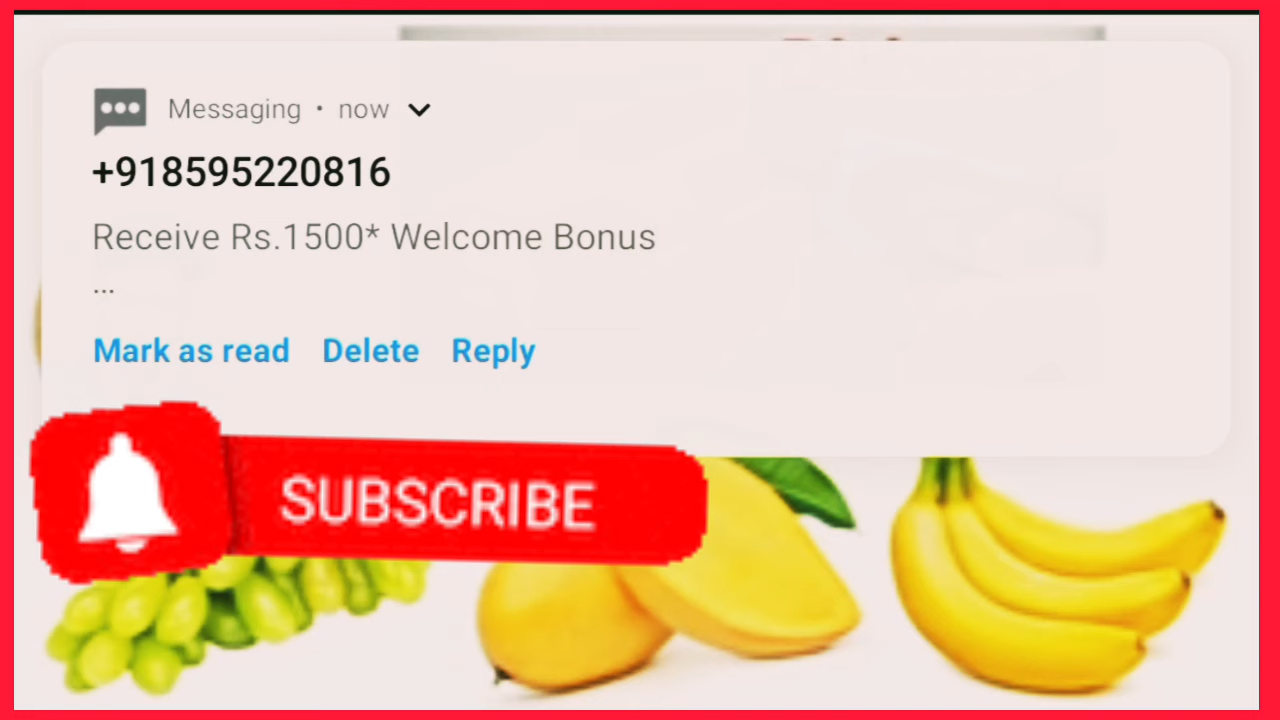 Messaging • now
+918595220816
Receive Rs.1500* Welcome Bonus
...
Mark as read Delete Reply
SUBSCRIBE